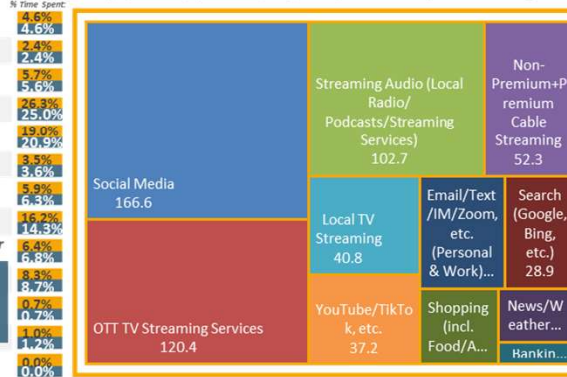 % Time Spent:
4.6%
4.6%
2.4%
2.4%
5.7%
5.6%
26.3%
25.0%
19.0%
20.9%
3.5%
3.6%
5.9%
6.3%
16.2%
14.3%
6.4%
6.8%
8.3%
8.7%
0.7%
0.7%
1.0%
1.2%
0.0%
0.0%
Social Media
166.6
OTT TV Streaming Services
120.4
Streaming Audio (Local
Radio/
Podcasts/Streaming
Services)
102.7
Non-
Premium+P
remium
Cable
Streaming
52.3
Local TV
Streaming
40.8
Email/Text
/IM/Zoom,
etc.
(Personal
& Work)...
Search
(Google,
Bing,
etc.)
28.9
YouTube/TikTo
k, etc.
37.2
Shopping
(incl.
Food/A...
News/W
eather...
Bankin...